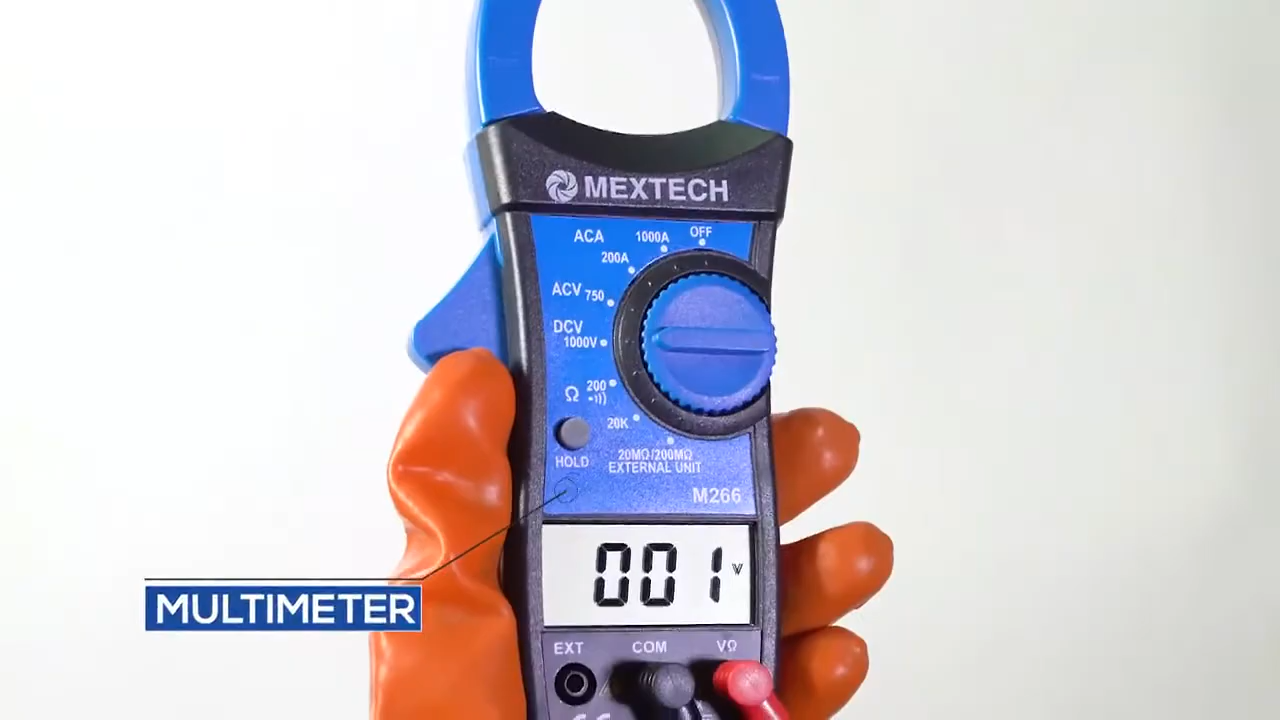 MEXTECH
ACA
1000A
OFF
200A
ACV 750
DCV
1000V
Ω 200
20K
HOLD
20MΩ/200MΩ
EXTERNAL UNIT
M266
001 V
MULTIMETER
EXT COM VΩ